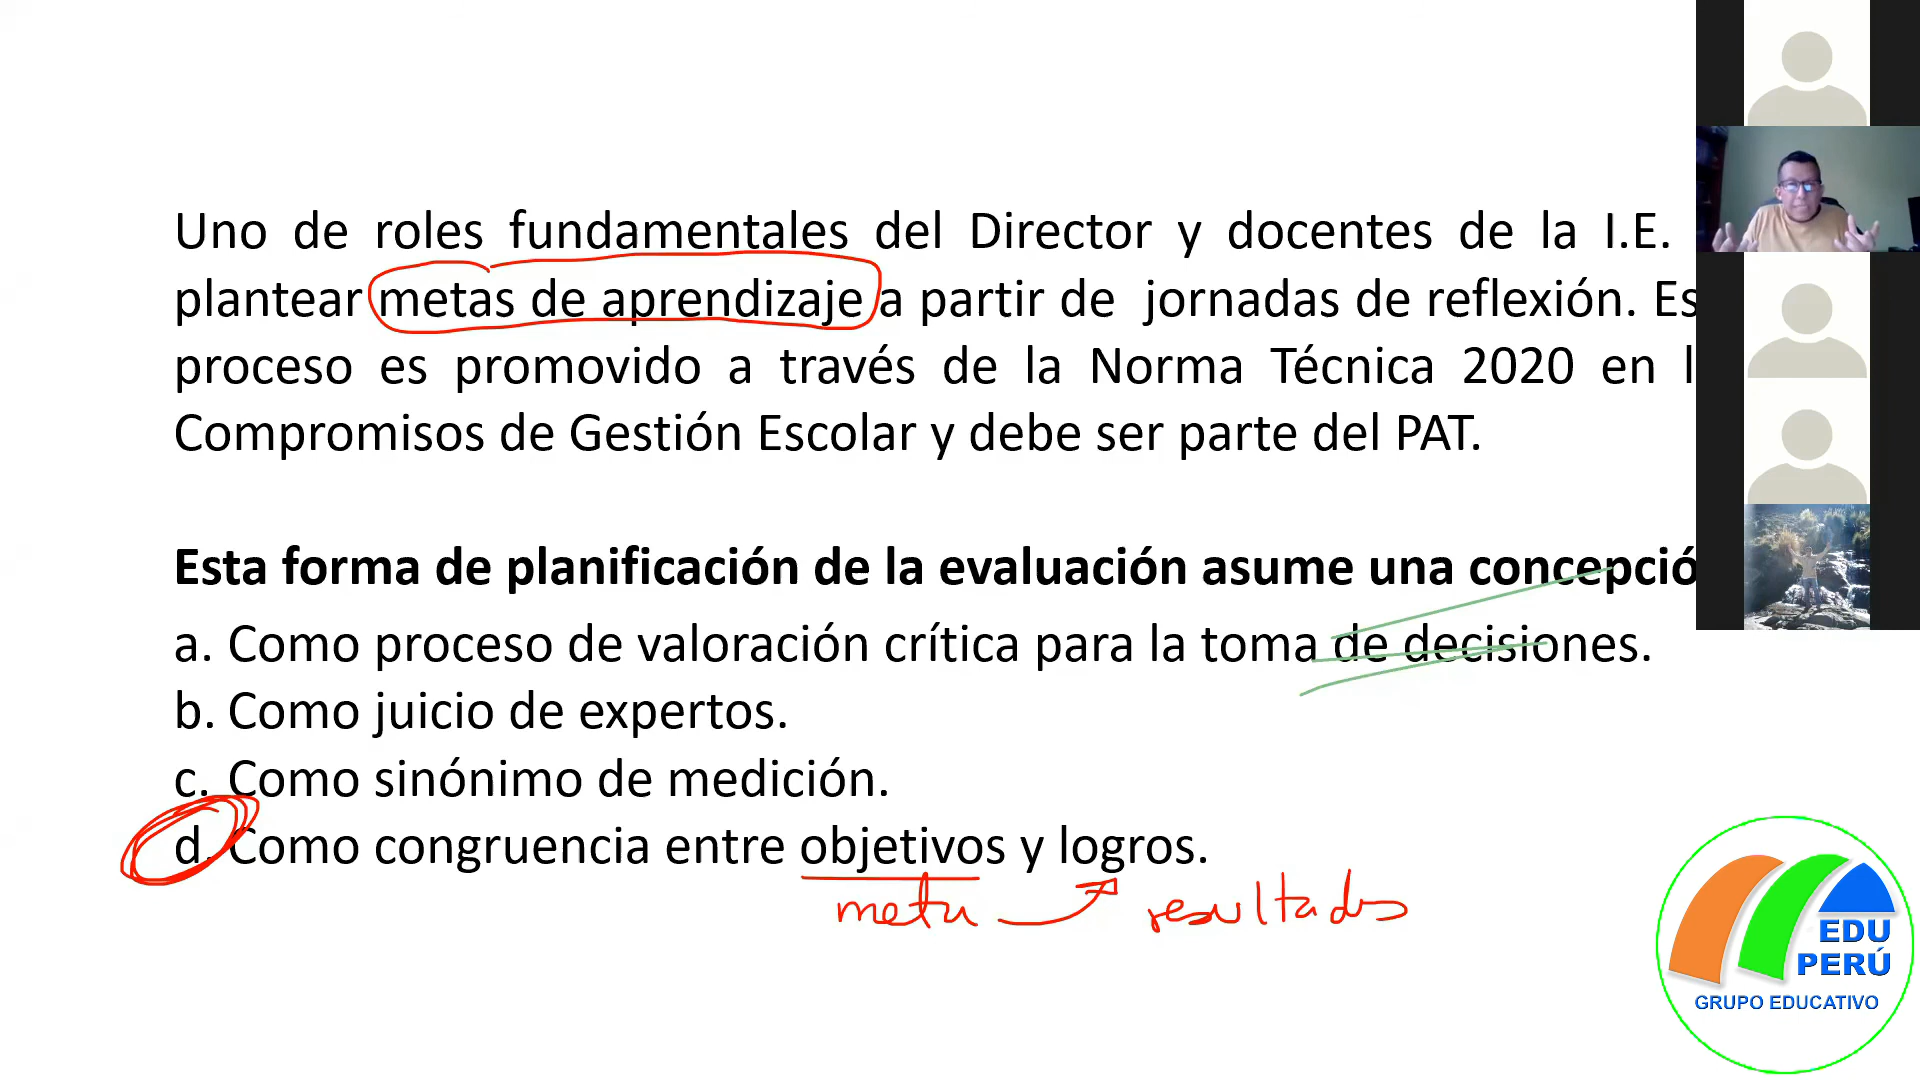 Uno de roles fundamentales del Director y docentes de la I.E.
plantear metas de aprendizaje a partir de jornadas de reflexión. Es
proceso es promovido a través de la Norma Técnica 2020 en l
Compromisos de Gestión Escolar y debe ser parte del PAT.
Esta forma de planificación de la evaluación asume una concepció
a. Como proceso de valoración crítica para la toma de decisiones.
b. Como juicio de expertos.
c. Como sinónimo de medición.
d. Como congruencia entre objetivos y logros.
meta resultados
EDU
PERÚ
GRUPO EDUCATIVO